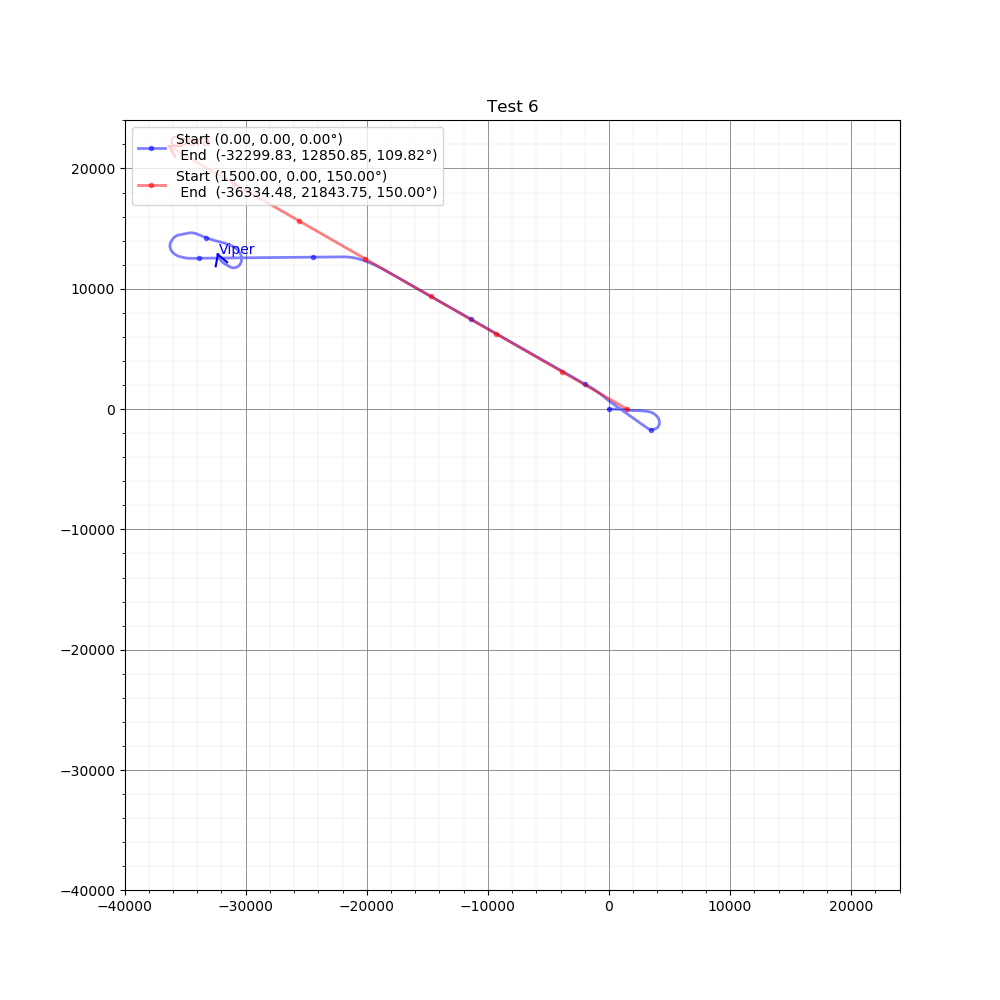 Test 6
Start (0.00, 0.00, 0.00°)
End (-32299.83, 12850.85, 109.82°)
Start (1500.00, 0.00, 150.00°)
End (-36334.48, 21843.75, 150.00°)
Viper
20000
10000
0
−10000
−20000
−30000
−40000
−40000 −30000 −20000 −10000 0 10000 20000